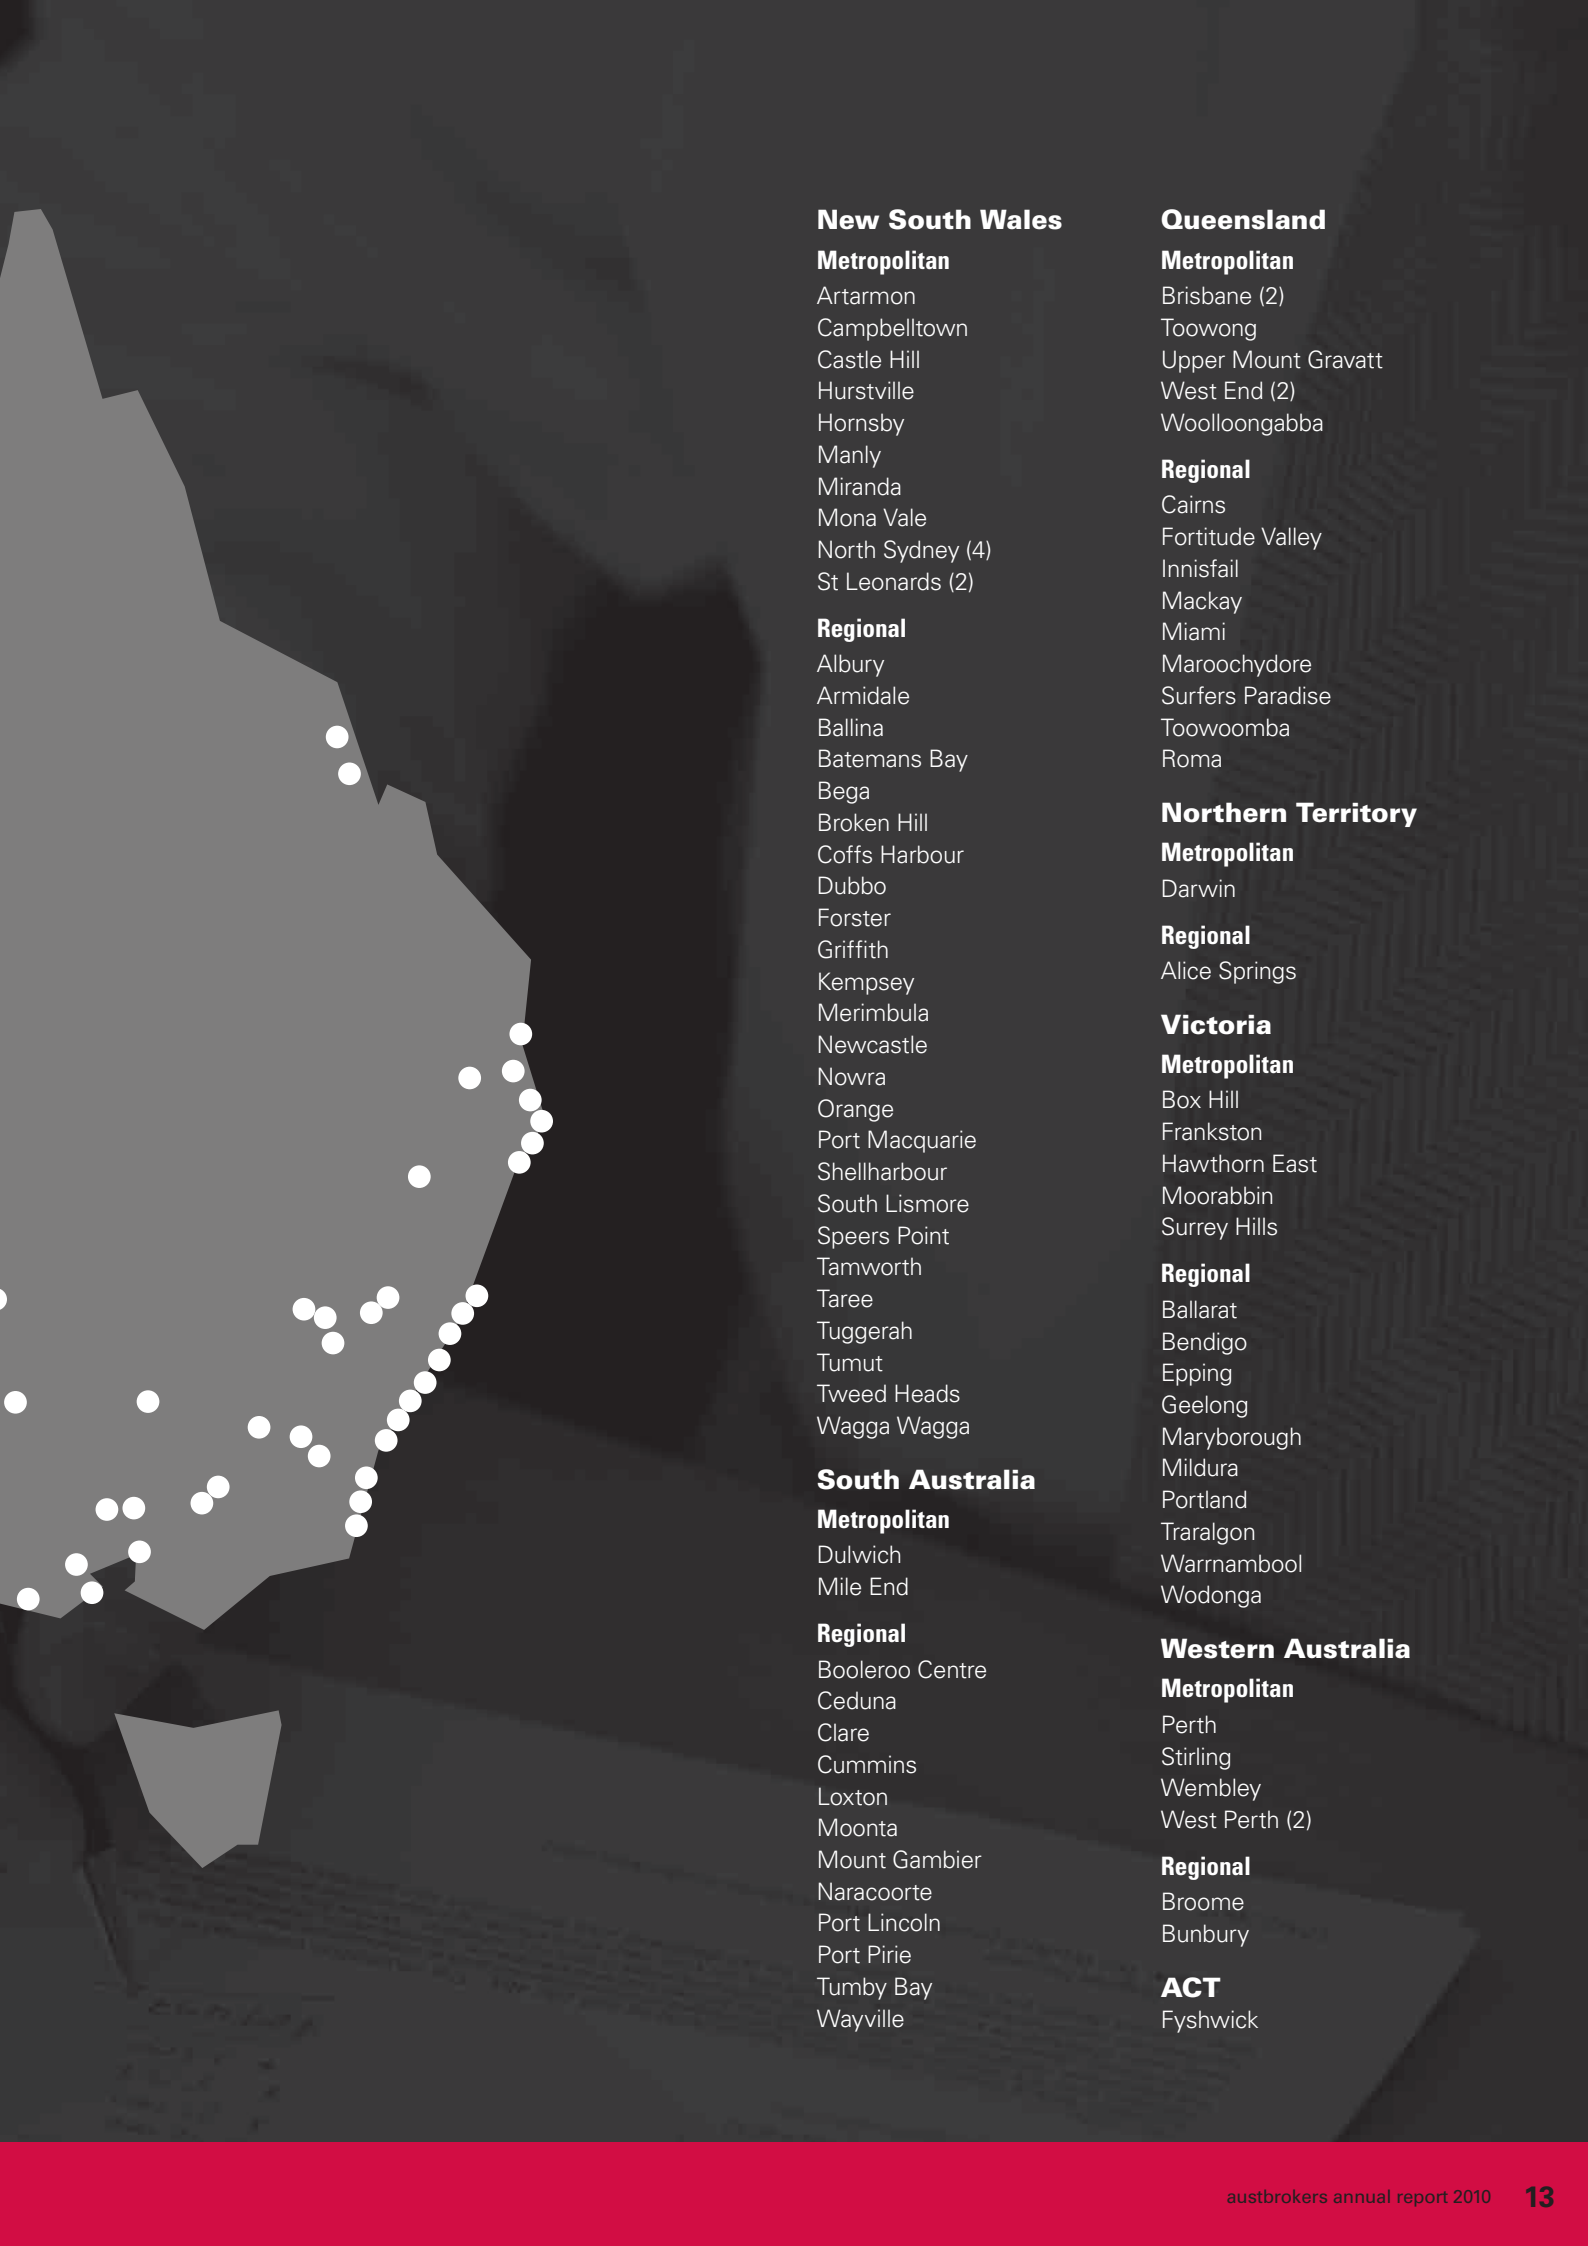 New South Wales
Metropolitan
Artarmon
Campbelltown
Castle Hill
Hurstville
Hornsby
Manly
Miranda
Mona Vale
North Sydney (4)
St Leonards (2)
Regional
Albury
Armidale
Ballina
Batemans Bay
Bega
Broken Hill
Coffs Harbour
Dubbo
Forster
Griffith
Kempsey
Merimbula
Newcastle
Nowra
Orange
Port Macquarie
Shellharbour
South Lismore
Speers Point
Tamworth
Taree
Tuggerah
Tumut
Tweed Heads
Wagga Wagga
South Australia
Metropolitan
Dulwich
Mile End
Regional
Booleroo Centre
Ceduna
Clare
Cummins
Loxton
Moonta
Mount Gambier
Naracoorte
Port Lincoln
Port Pirie
Tumby Bay
Wayville
Queensland
Metropolitan
Brisbane (2)
Toowong
Upper Mount Gravatt
West End (2)
Woolloongabba
Regional
Cairns
Fortitude Valley
Innisfail
Mackay
Miami
Maroochydore
Surfers Paradise
Toowoomba
Roma
Northern Territory
Metropolitan
Darwin
Regional
Alice Springs
Victoria
Metropolitan
Box Hill
Frankston
Hawthorn East
Moorabbin
Surrey Hills
Regional
Ballarat
Bendigo
Epping
Geelong
Maryborough
Mildura
Portland
Traralgon
Warrnambool
Wodonga
Western Australia
Metropolitan
Perth
Stirling
Wembley
West Perth (2)
Regional
Broome
Bunbury
ACT
Fyshwick
austbrokers annual report 2010 13